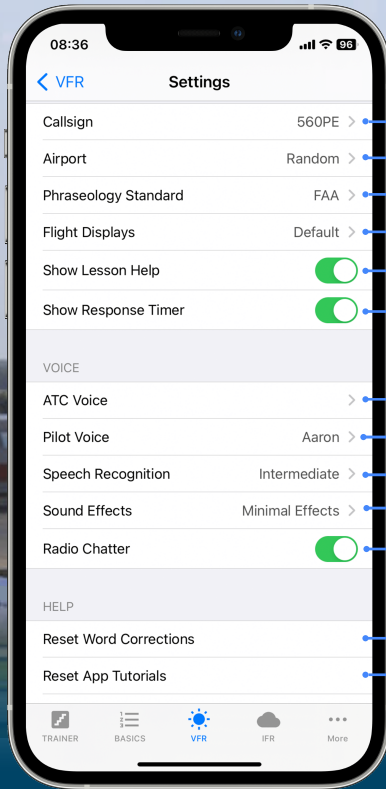 08:36
96
VFR
Settings
Callsign 560PE
Airport Random
Phraseology Standard FAA
Flight Displays Default
Show Lesson Help
Show Response Timer
VOICE
ATC Voice
Pilot Voice Aaron
Speech Recognition Intermediate
Sound Effects Minimal Effects
Radio Chatter
HELP
Reset Word Corrections
Reset App Tutorials
TRAINER BASICS VFR IFR More